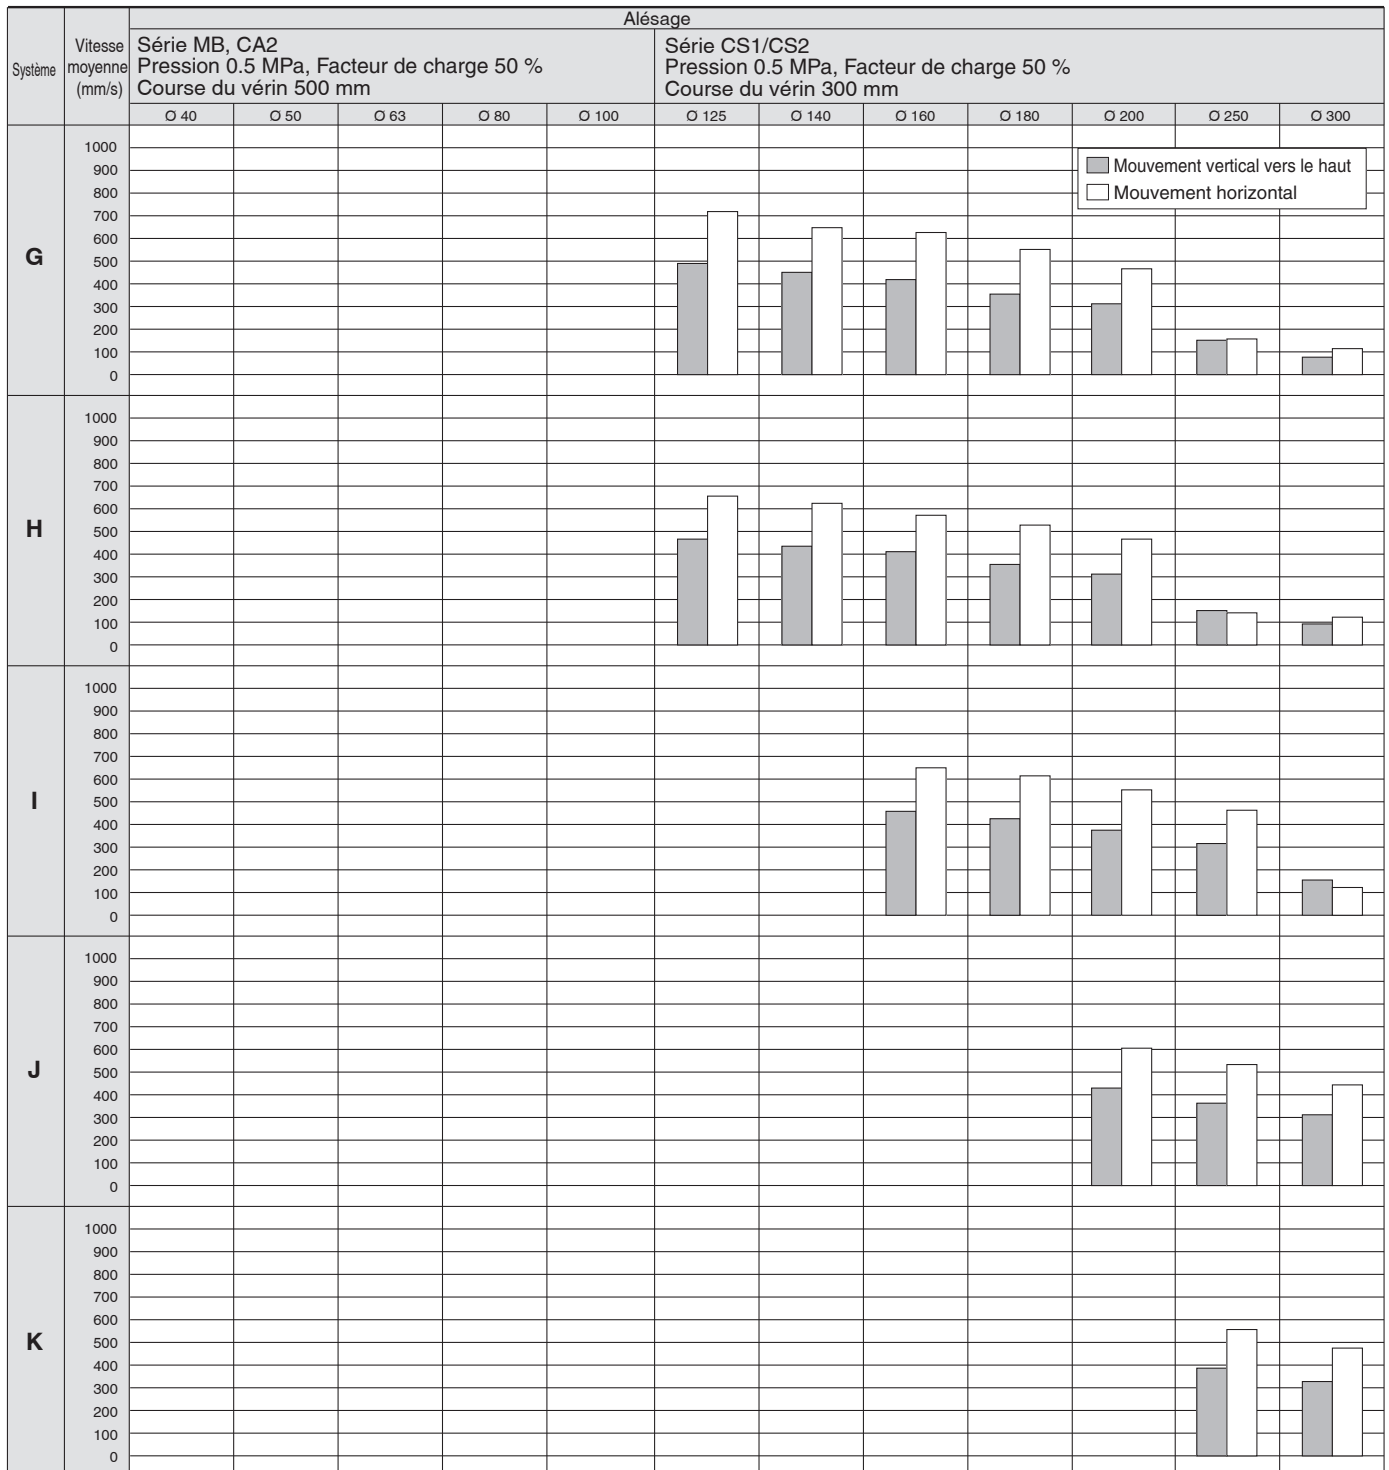 Alésage
Système
Vitesse
moyenne
(mm/s)
Série MB, CA2
Pression 0.5 MPa, Facteur de charge 50 %
Course du vérin 500 mm
Série CS1/CS2
Pression 0.5 MPa, Facteur de charge 50 %
Course du vérin 300 mm
Ø 40 Ø 50 Ø 63 Ø 80 Ø 100 Ø 125 Ø 140 Ø 160 Ø 180 Ø 200 Ø 250 Ø 300
Mouvement vertical vers le haut
Mouvement horizontal
G
1000
900
800
700
600
500
400
300
200
100
0
H
1000
900
800
700
600
500
400
300
200
100
0
I
1000
900
800
700
600
500
400
300
200
100
0
J
1000
900
800
700
600
500
400
300
200
100
0
K
1000
900
800
700
600
500
400
300
200
100
0